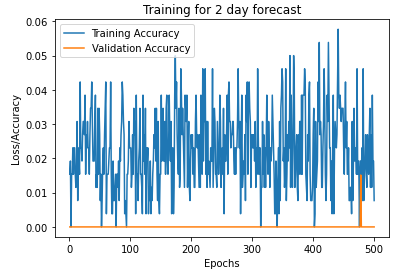 Training for 2 day forecast
Training Accuracy
Validation Accuracy
Loss/Accuracy
0.06
0.05
0.04
0.03
0.02
0.01
0.00
0
100
200
300
400
500
Epochs